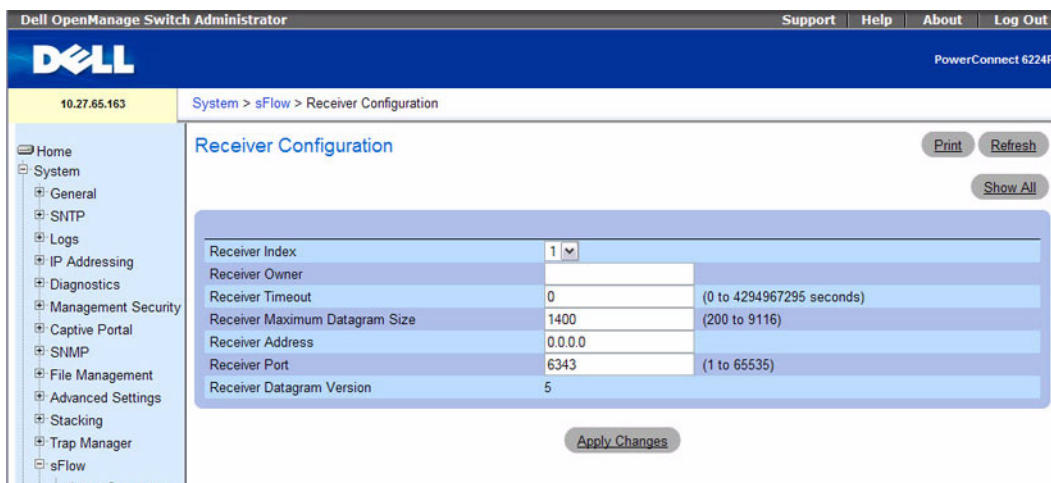 Dell OpenManage Switch Administrator
Support Help About Log Out
DELL
PowerConnect 6224P
10.27.65.163
System > sFlow > Receiver Configuration
Home
System
General
SNTP
Logs
IP Addressing
Diagnostics
Management Security
Captive Portal
SNMP
File Management
Advanced Settings
Stacking
Trap Manager
sFlow
Receiver Configuration
Print Refresh
Show All
Receiver Index 1
Receiver Owner
Receiver Timeout 0 (0 to 4294967295 seconds)
Receiver Maximum Datagram Size 1400 (200 to 9116)
Receiver Address 0.0.0.0
Receiver Port 6343 (1 to 65535)
Receiver Datagram Version 5
Apply Changes